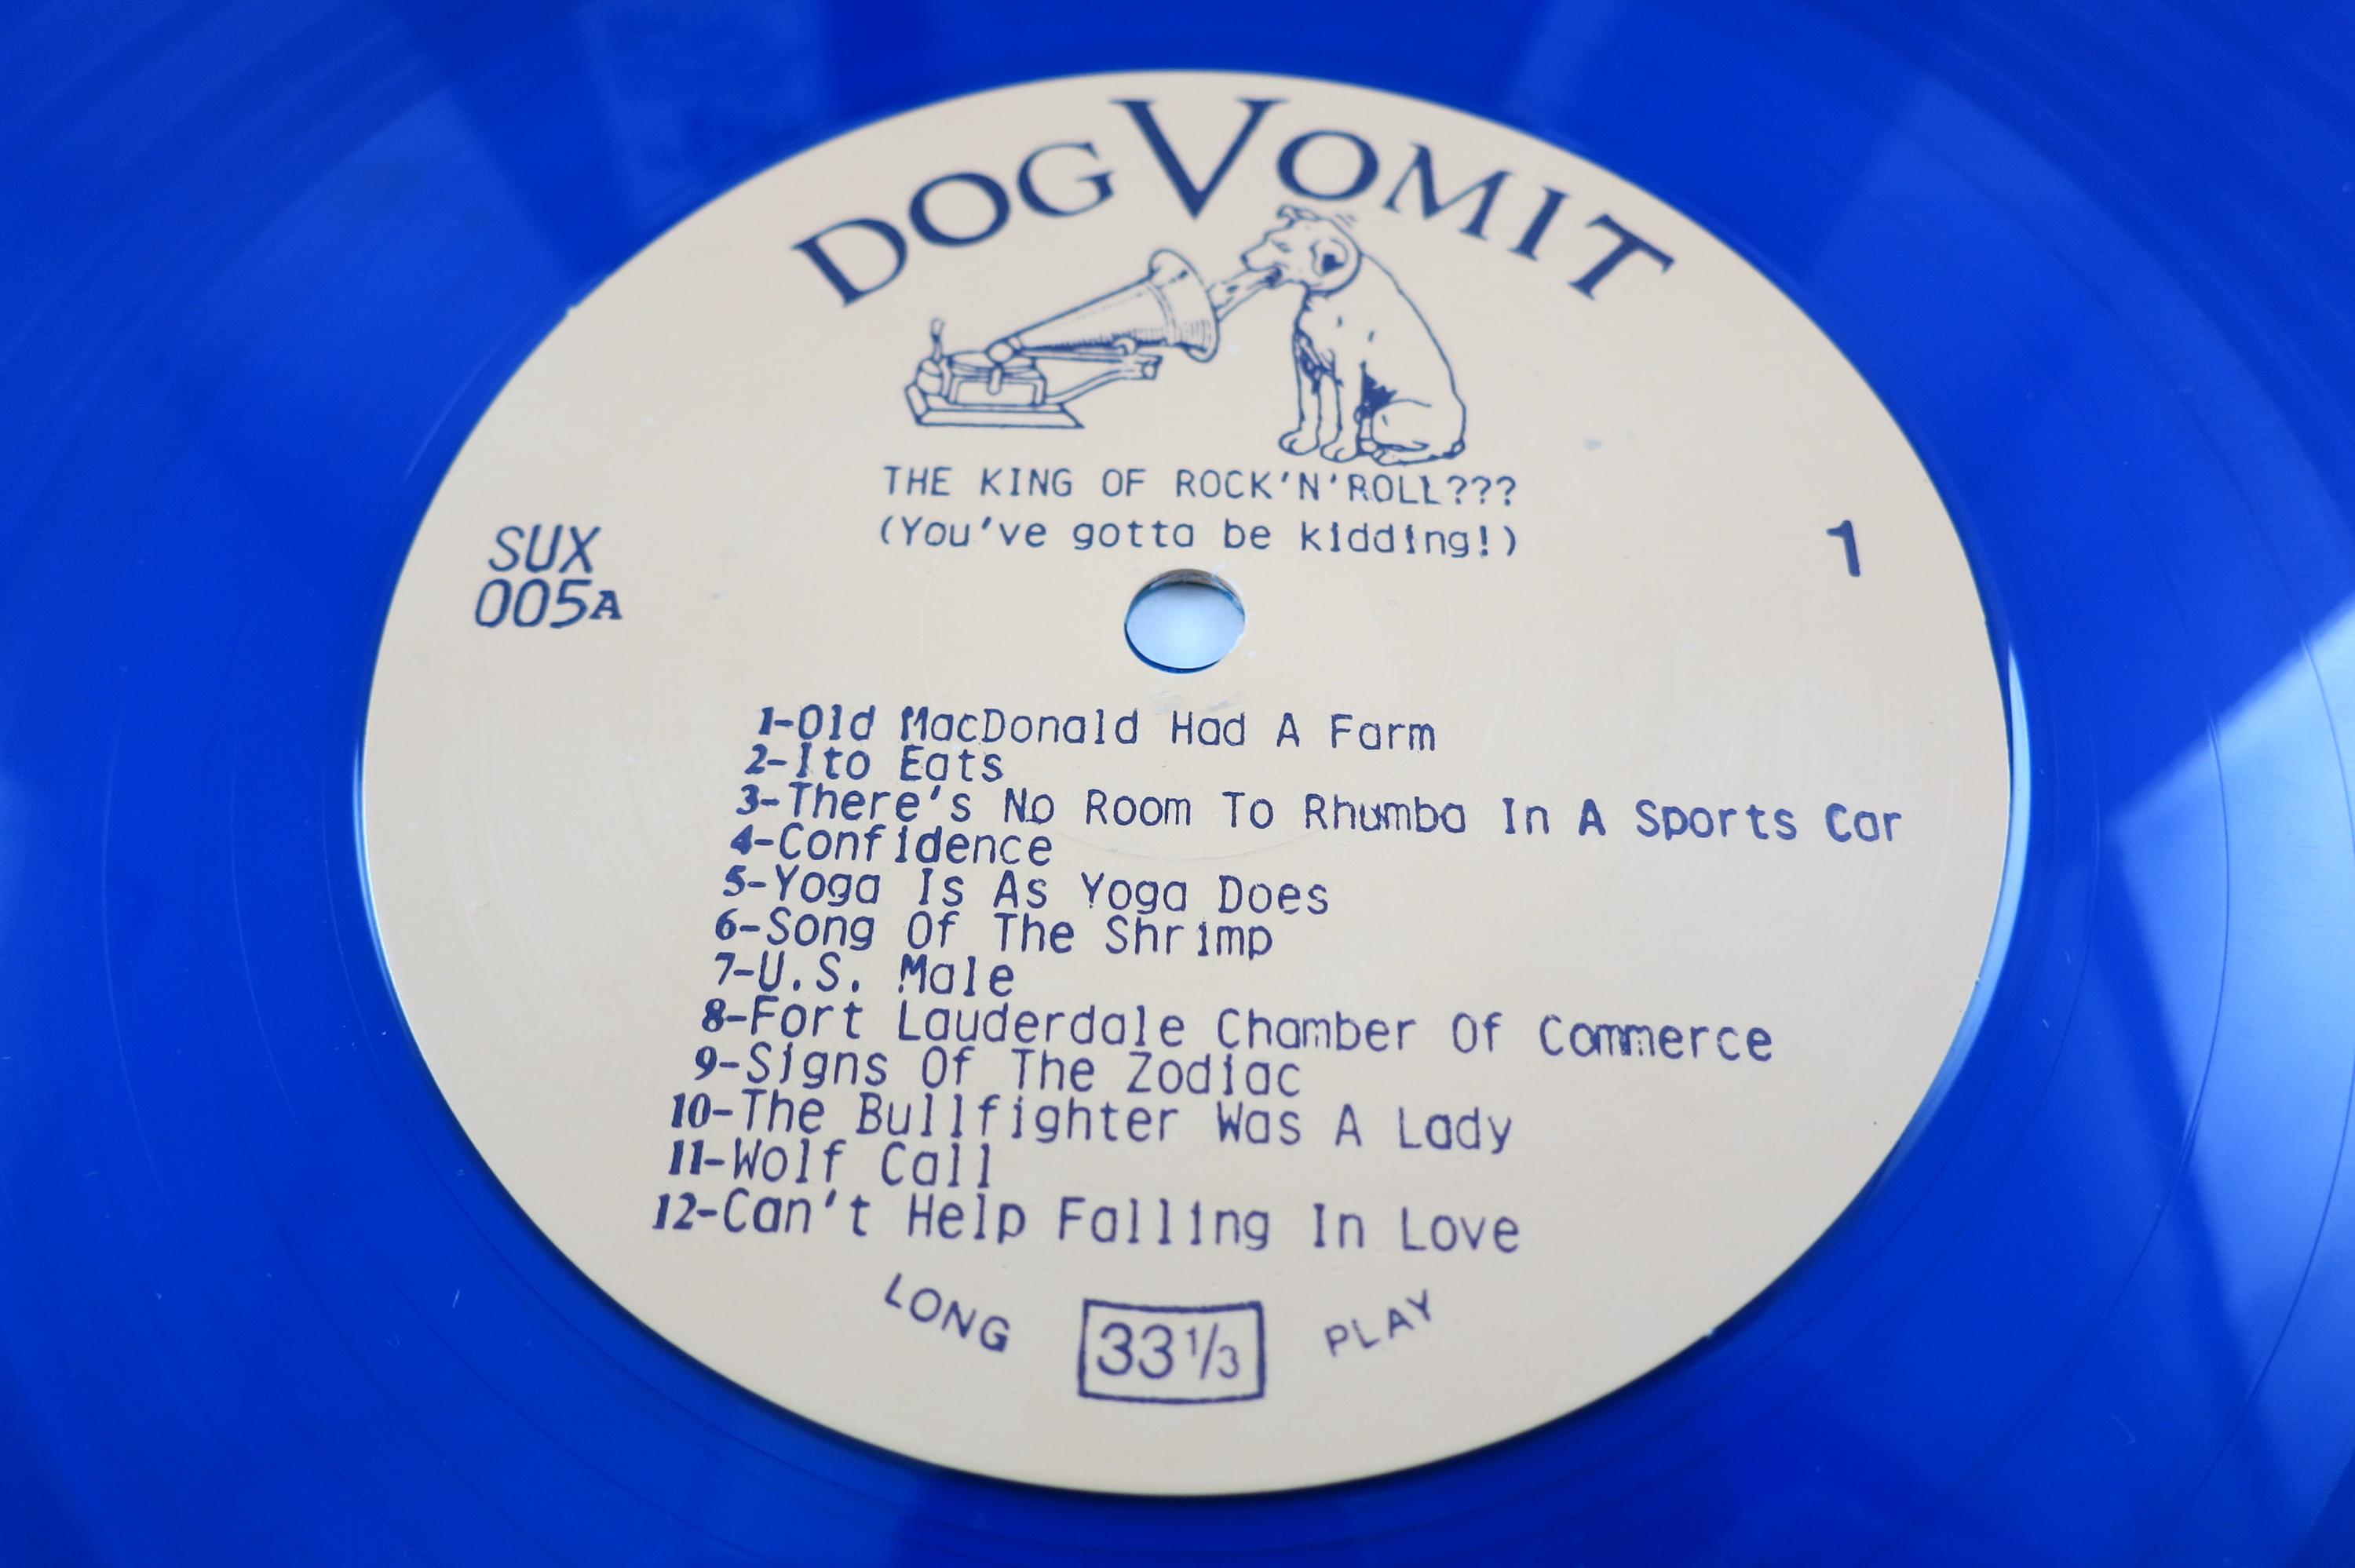 DOG VOMIT
THE KING OF ROCK'N'ROLL???
(You've gotta be kidding!)
SUX
005A
1
1-Old MacDonald Had A Farm
2-Ito Eats
3-There's No Room To Rhumba In A Sports Car
4-Confidence
5-Yoga Is As Yoga Does
6-Song Of The Shrimp
7-U.S. Male
8-Fort Lauderdale Chamber Of Commerce
9-Signs Of The Zodiac
10-The Bullfighter Was A Lady
11-Wolf Call
12-Can't Help Falling In Love
LONG 33 1/3 PLAY